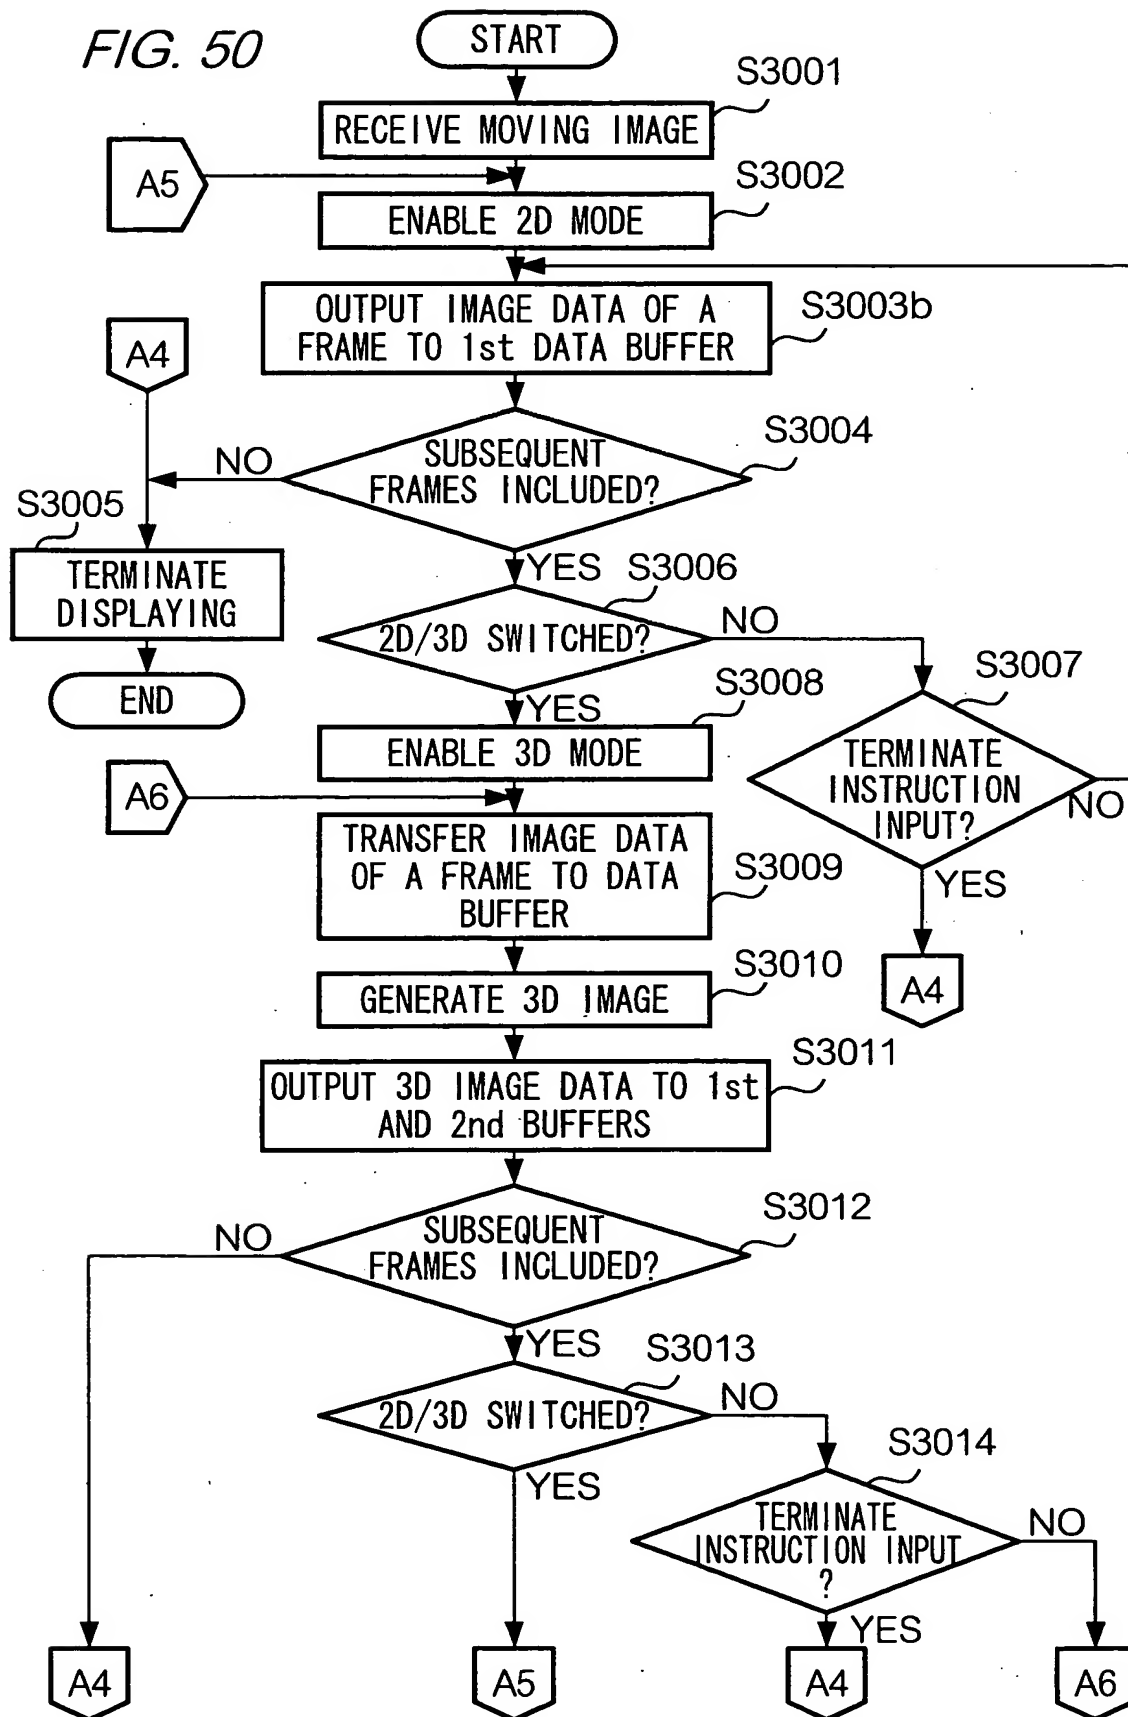 FIG. 50
START
S3001
RECEIVE MOVING IMAGE
A5
S3002
ENABLE 2D MODE
S3003b
OUTPUT IMAGE DATA OF A
FRAME TO 1st DATA BUFFER
A4
S3004
SUBSEQUENT
FRAMES INCLUDED?
NO
S3005
TERMINATE
DISPLAYING
END
YES
S3006
2D/3D SWITCHED?
NO
S3007
TERMINATE
INSTRUCTION
INPUT?
NO
YES
A4
YES
S3008
ENABLE 3D MODE
A6
TRANSFER IMAGE DATA
OF A FRAME TO DATA
BUFFER
S3009
S3010
GENERATE 3D IMAGE
S3011
OUTPUT 3D IMAGE DATA TO 1st
AND 2nd BUFFERS
S3012
SUBSEQUENT
FRAMES INCLUDED?
NO
YES
S3013
2D/3D SWITCHED?
NO
YES
S3014
TERMINATE
INSTRUCTION INPUT
?
NO
YES
A4
A5
A4
A6